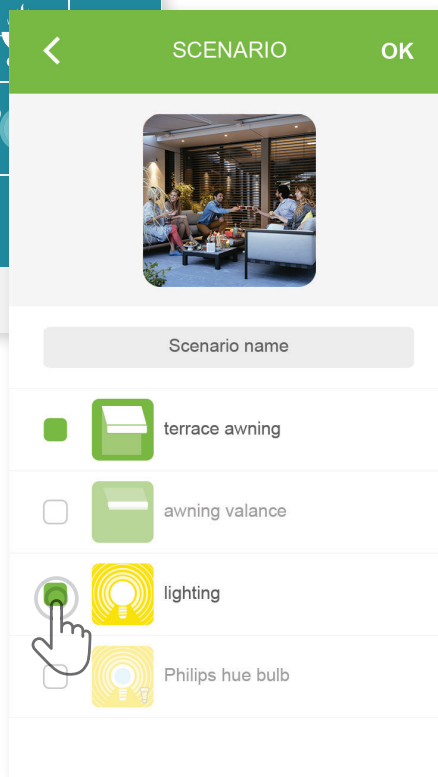 SCENARIO OK
Scenario name
terrace awning
awning valance
lighting
Philips hue bulb